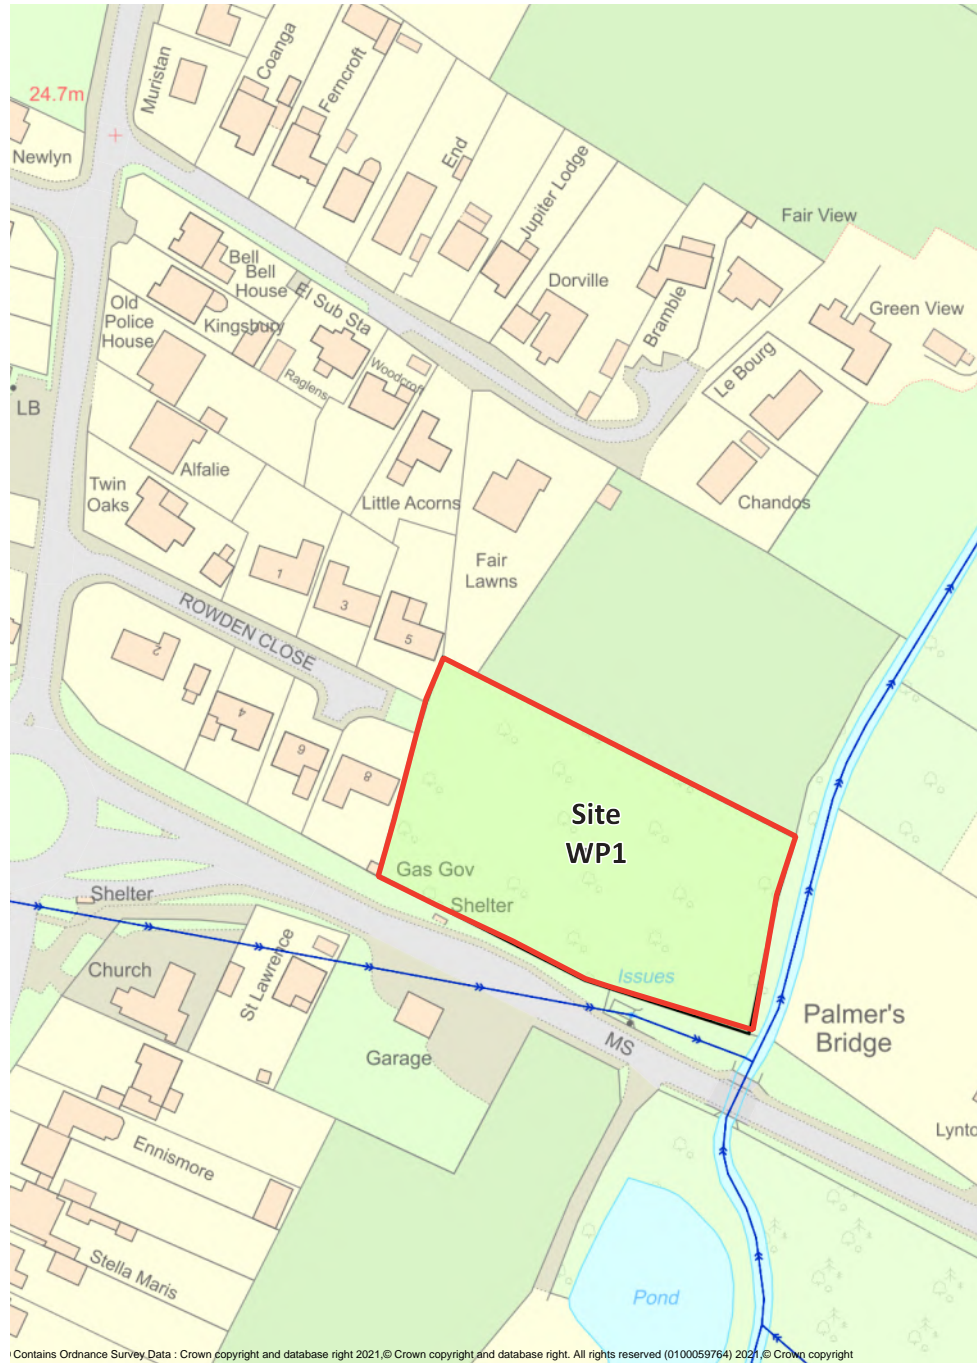 Muristan
Coanga
Ferncroft
24.7m
Newlyn
End
Jupiter Lodge
Fair View
Bell
Bell
House
El Sub Sta
Dorville
Bramble
Green View
Old
Police
House
Kingsbury
Raglens
Woodcroft
Le Bourg
LB
Alfalie
Twin
Oaks
Little Acorns
Chandos
Fair
Lawns
1
3
5
ROWDEN CLOSE
2
4
6
8
Site
WP1
Gas Gov
Shelter
Shelter
Church
St Lawrence
Issues
MS
Palmer's
Bridge
Garage
Lynto
Ennismore
Stella Maris
Pond
Contains Ordnance Survey Data : Crown copyright and database right 2021,© Crown copyright and database right. All rights reserved (0100059764) 2021,© Crown copyright